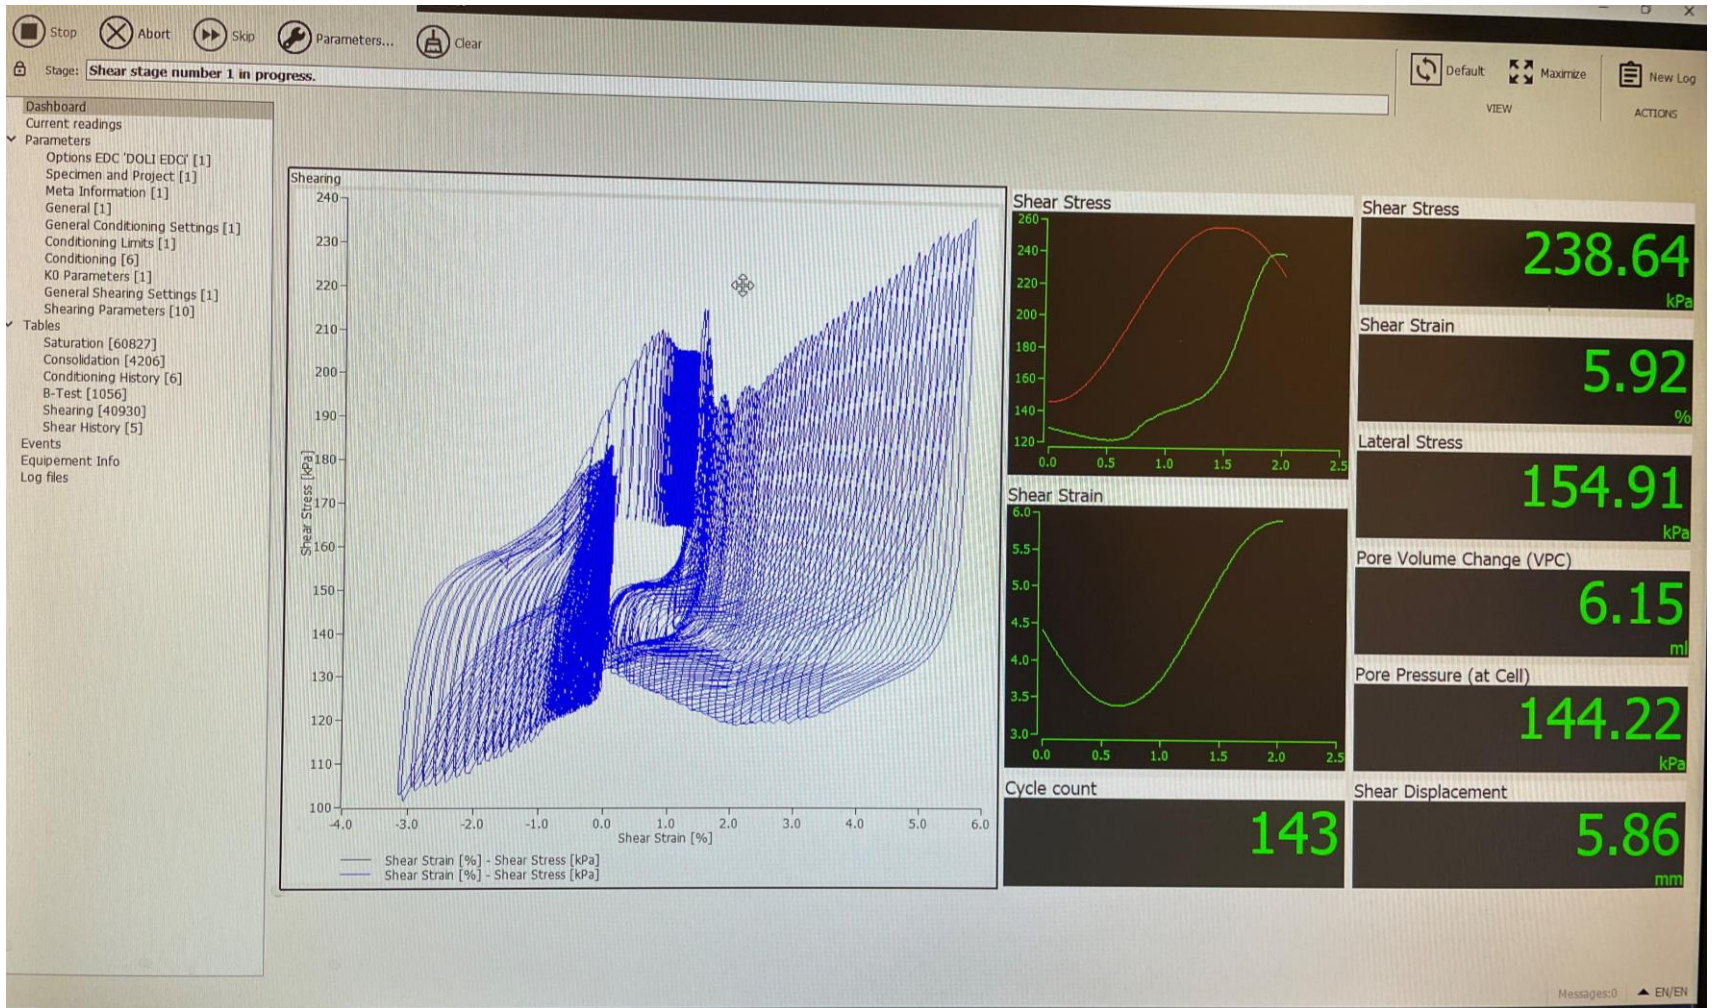 Stop
Abort
Skip
Parameters...
Clear
Stage: Shear stage number 1 in progress.
Default
Maximize
New Log
VIEW
ACTIONS
Dashboard
Current readings
Parameters
Options EDC 'DOLI EDCi' [1]
Specimen and Project [1]
Meta Information [1]
General [1]
General Conditioning Settings [1]
Conditioning Limits [1]
Conditioning [6]
K0 Parameters [1]
General Shearing Settings [1]
Shearing Parameters [10]
Tables
Saturation [60827]
Consolidation [4206]
Conditioning History [6]
B-Test [1056]
Shearing [40930]
Shear History [5]
Events
Equipement Info
Log files
Shearing
240
230
220
210
200
190
180
170
160
150
140
130
120
110
100
Shear Stress [kPa]
-4.0 -3.0 -2.0 -1.0 0.0 1.0 2.0 3.0 4.0 5.0 6.0
Shear Strain [%]
Shear Strain [%] - Shear Stress [kPa]
Shear Strain [%] - Shear Stress [kPa]
Shear Stress
260
240
220
200
180
160
140
120
0.0 0.5 1.0 1.5 2.0 2.5
Shear Strain
6.0
5.5
5.0
4.5
4.0
3.5
3.0
0.0 0.5 1.0 1.5 2.0 2.5
Cycle count
143
Shear Stress
238.64
kPa
Shear Strain
5.92
%
Lateral Stress
154.91
kPa
Pore Volume Change (VPC)
6.15
ml
Pore Pressure (at Cell)
144.22
kPa
Shear Displacement
5.86
mm
Messages:0
EN/EN